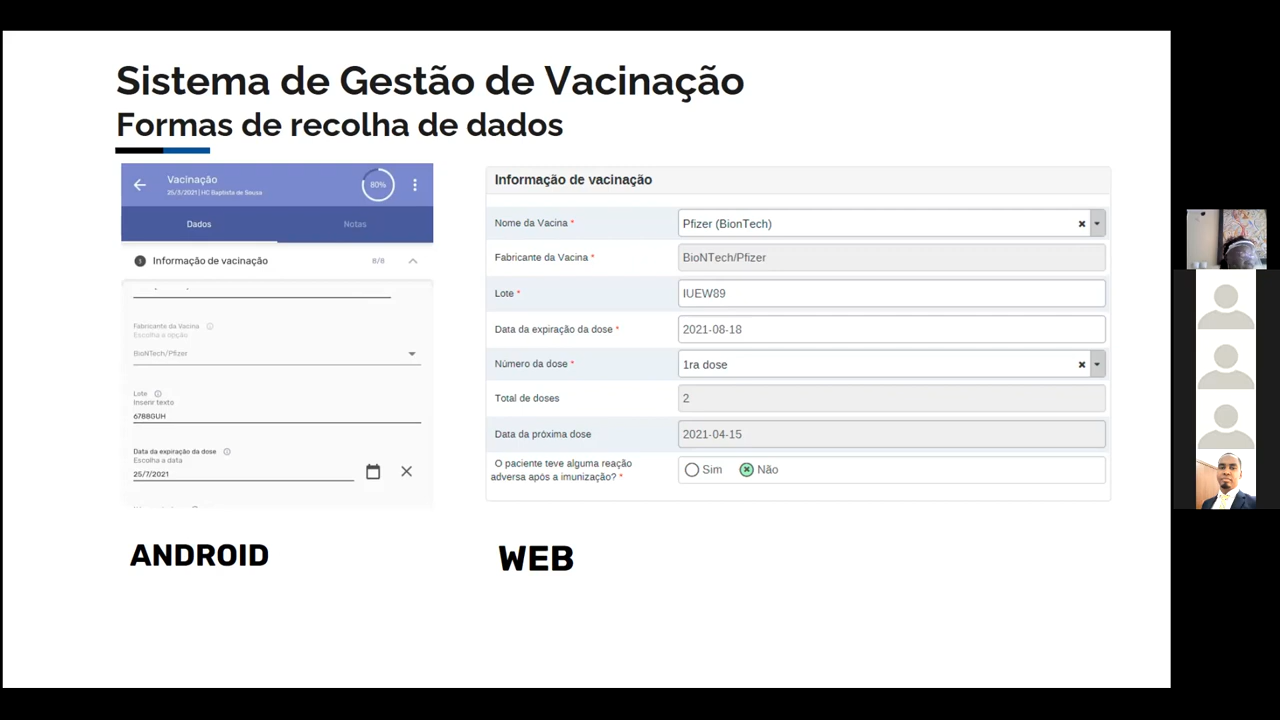 Sistema de Gestão de Vacinação
Formas de recolha de dados
Vacinação
25/3/2021 | HC Baptista de Sousa
80%
Dados
Notas
Informação de vacinação
8/8
Fabricante da Vacina
Escolha a opção
BioNTech/Pfizer
Lote
Inserir texto
6788GUH
Data da expiração da dose
Escolha a data
25/7/2021
ANDROID
Informação de vacinação
Nome da Vacina * Pfizer (BionTech)
Fabricante da Vacina * BioNTech/Pfizer
Lote * IUEW89
Data da expiração da dose * 2021-08-18
Número da dose * 1ra dose
Total de doses 2
Data da próxima dose 2021-04-15
O paciente teve alguma reação
adversa após a imunização? * Sim Não
WEB